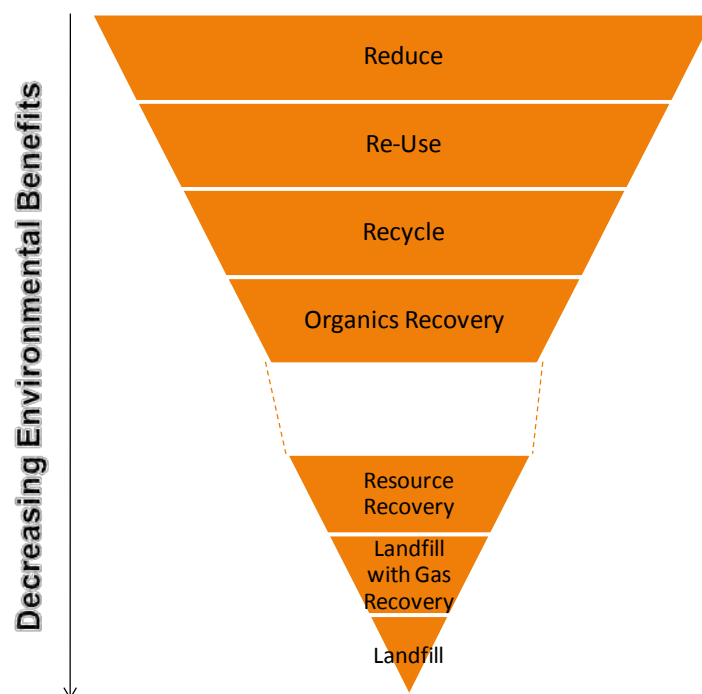 Decreasing Environmental Benefits
Reduce
Re-Use
Recycle
Organics Recovery
Resource
Recovery
Landfill
with Gas
Recovery
Landfill